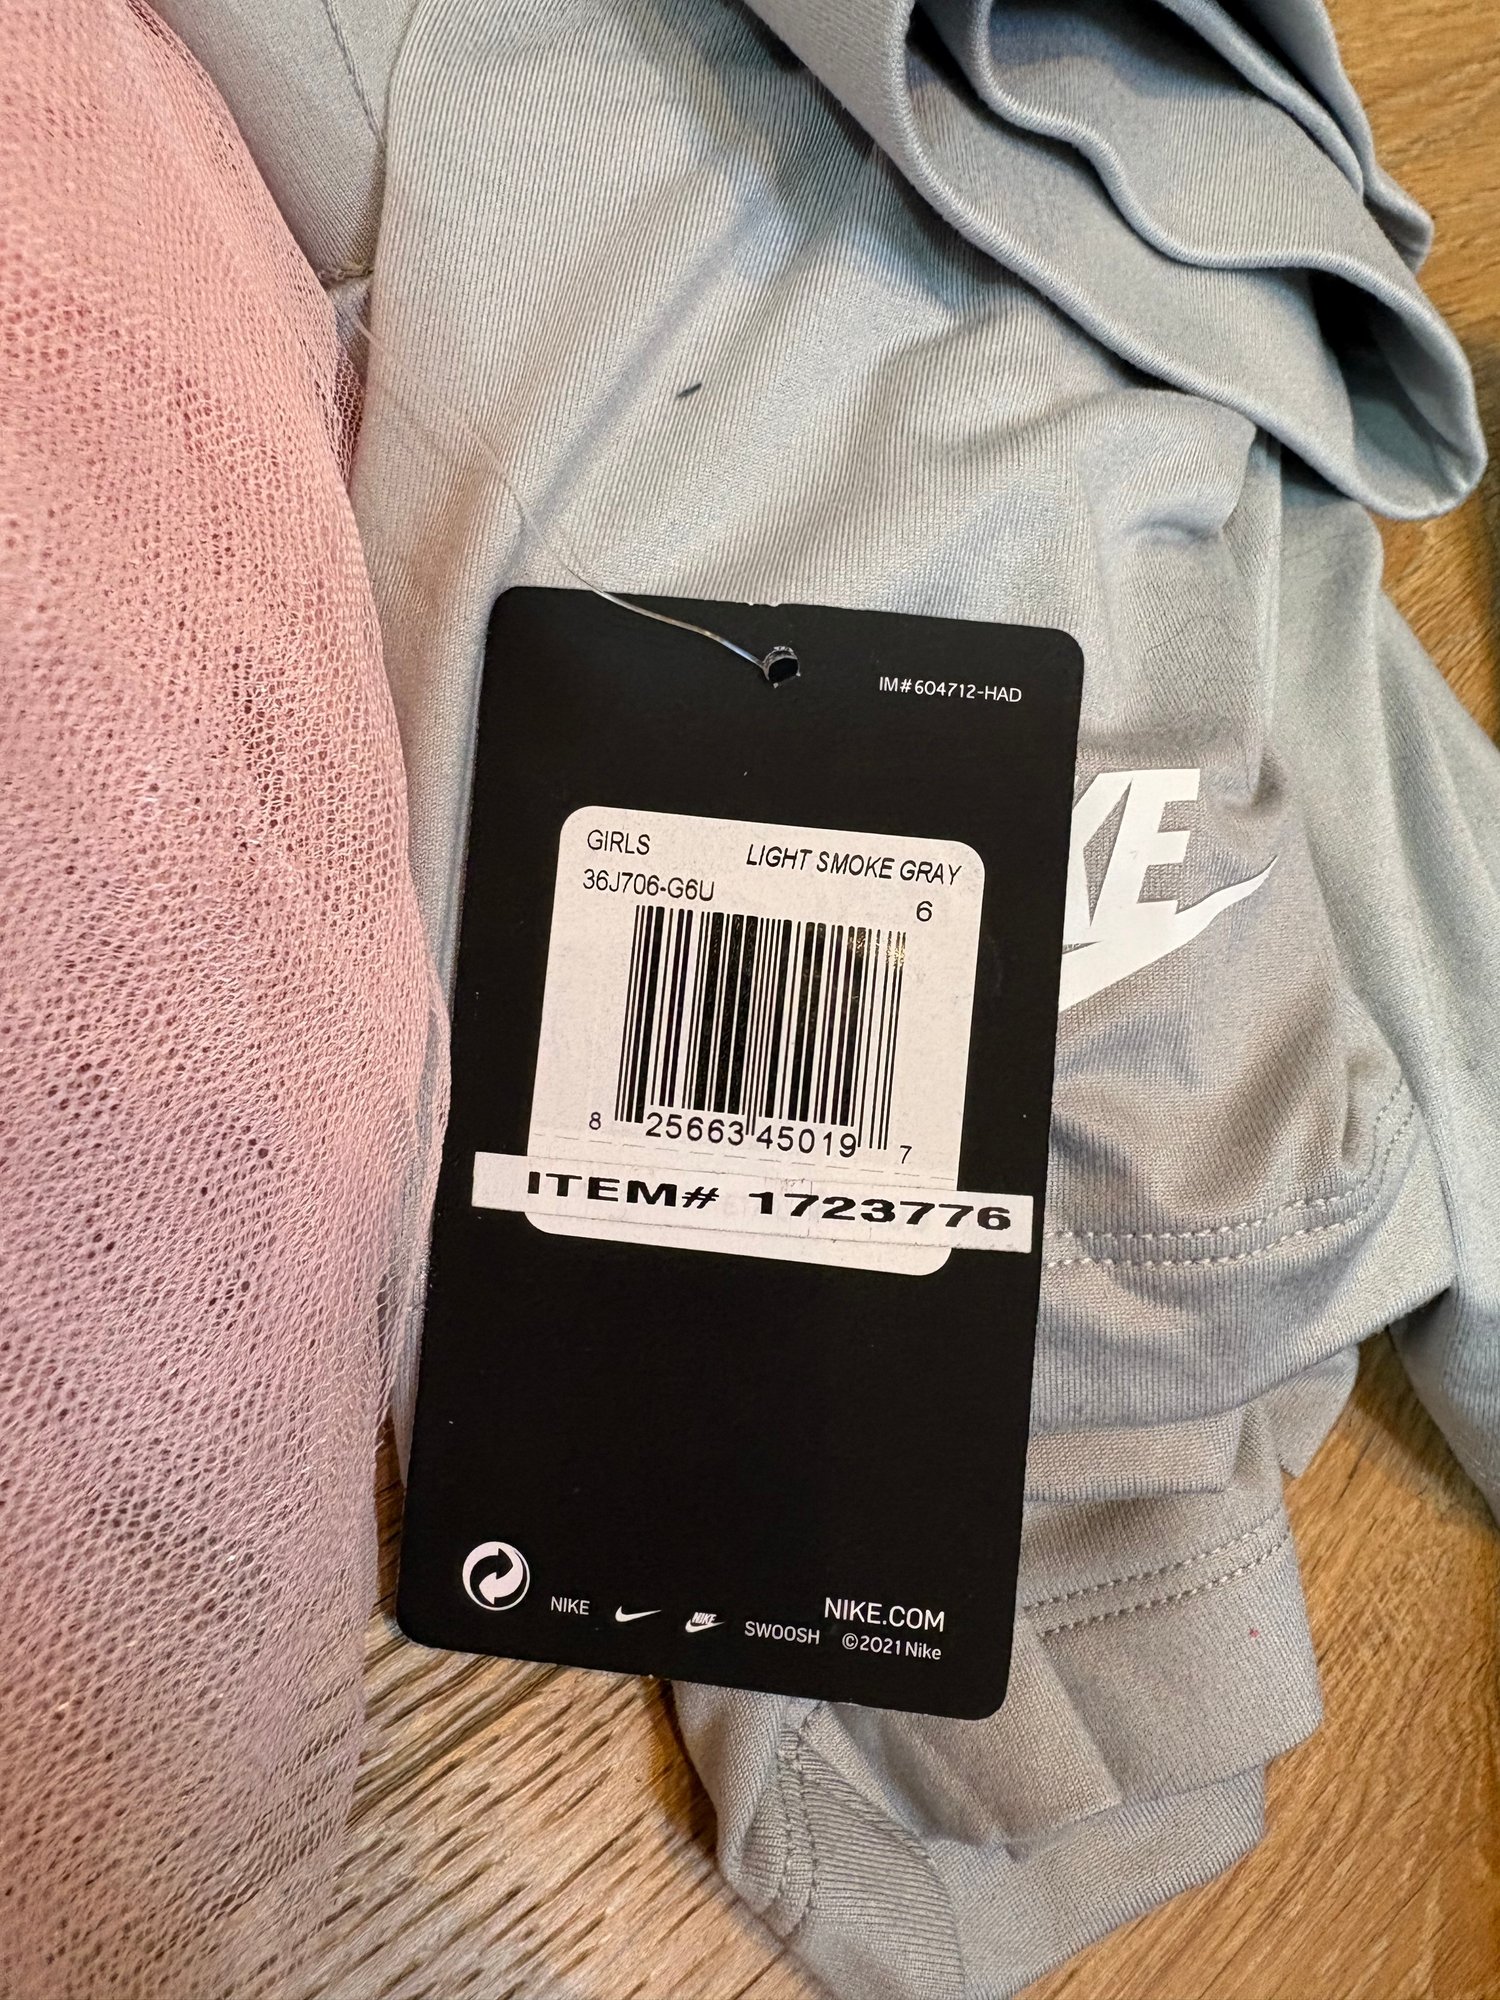 IM#604712-HAD
GIRLS
LIGHT SMOKE GRAY
36J706-G6U
6
8 25663 45019 7
ITEM# 1723776
NIKE NIKE SWOOSH
NIKE.COM
©2021 Nike